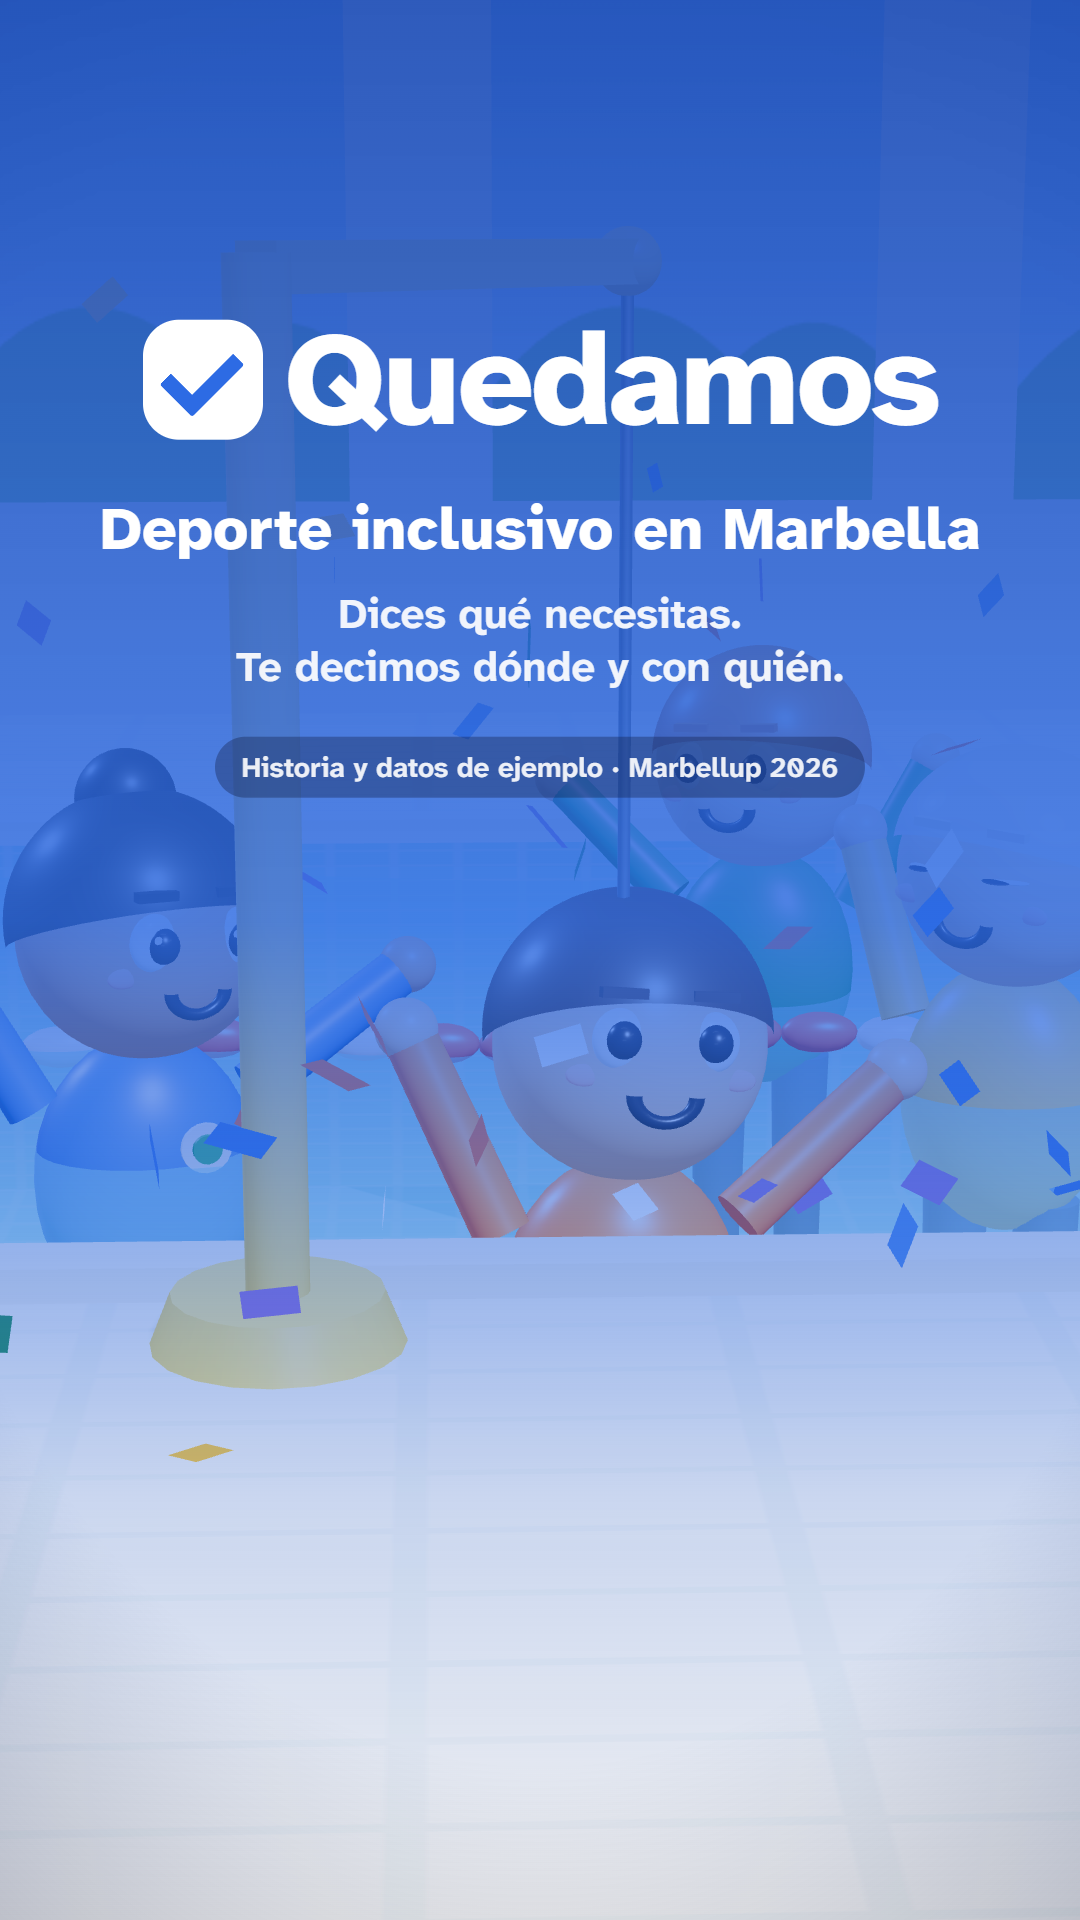 Quedamos
Deporte inclusivo en Marbella
Dices qué necesitas.
Te decimos dónde y con quién.
Historia y datos de ejemplo · Marbellup 2026